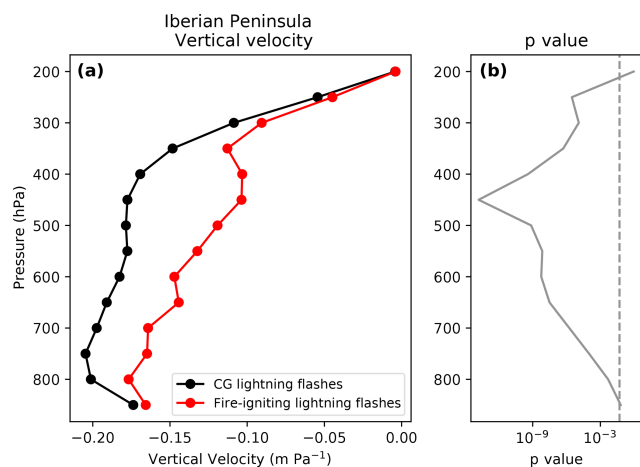 Iberian Peninsula
Vertical velocity
p value
(a)
(b)
200
300
400
500
600
700
800
Pressure (hPa)
200
300
400
500
600
700
800
CG lightning flashes
Fire-igniting lightning flashes
−0.20
−0.15
−0.10
−0.05
0.00
10⁻⁹
10⁻³
Vertical Velocity (m Pa⁻¹)
p value